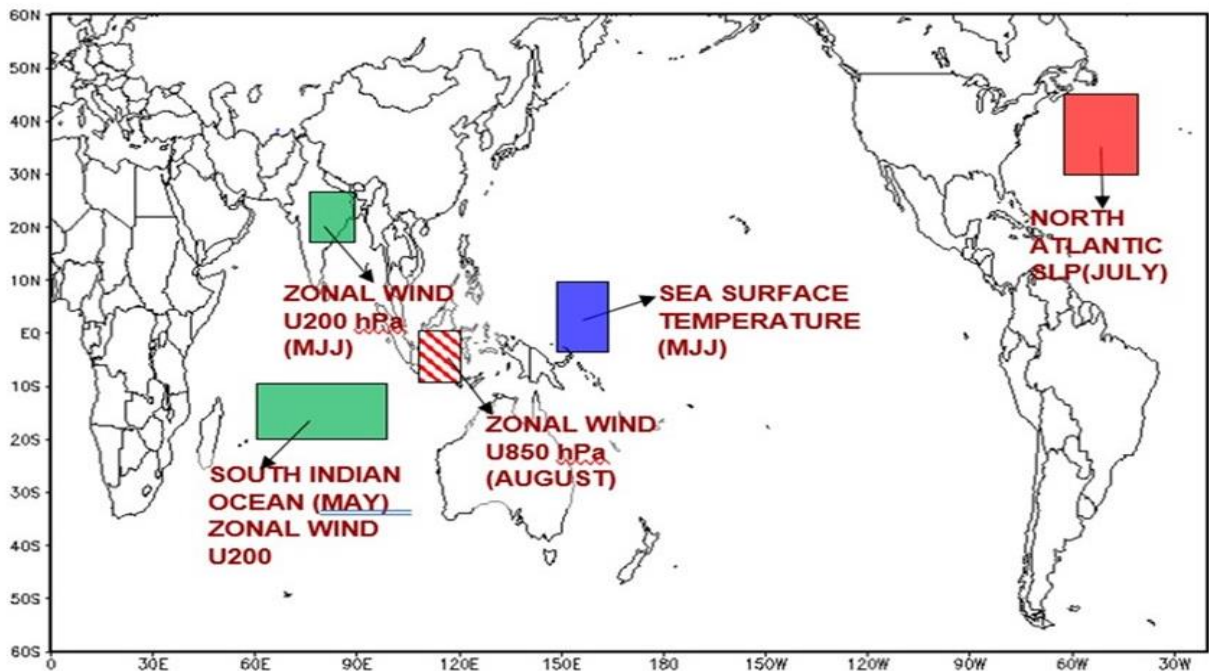 60N
50N
40N
30N
20N
10N
EQ
10S
20S
30S
40S
50S
60S
ZONAL WIND
U200 hPa
(MJJ)
SEA SURFACE
TEMPERATURE
(MJJ)
NORTH
ATLANTIC
SLP(JULY)
ZONAL WIND
U850 hPa
(AUGUST)
SOUTH INDIAN
OCEAN (MAY)
ZONAL WIND
U200
0 30E 60E 90E 120E 150E 180 150W 120W 90W 60W 30W